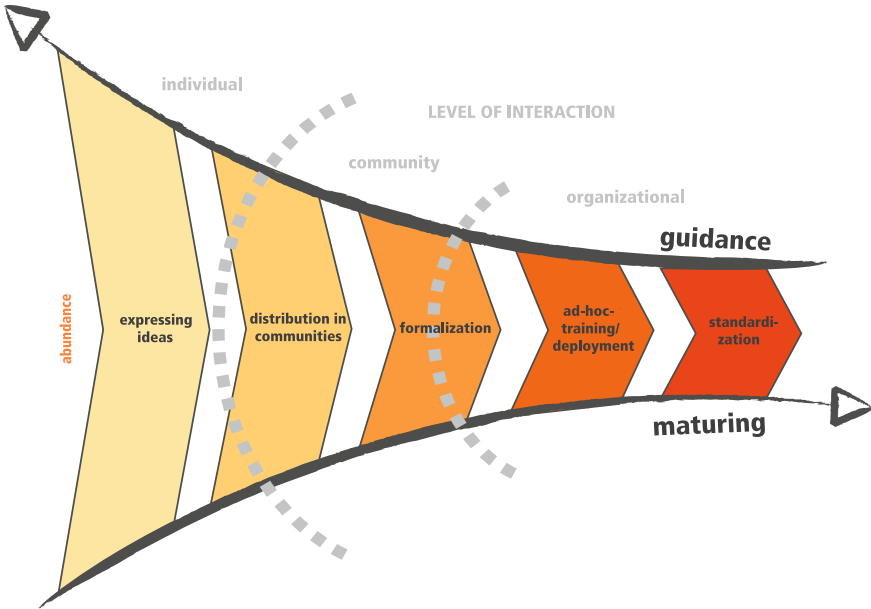 individual
LEVEL OF INTERACTION
community
organizational
guidance
abundance
expressing
ideas
distribution in
communities
formalization
ad-hoc-
training/
deployment
standardi-
zation
maturing